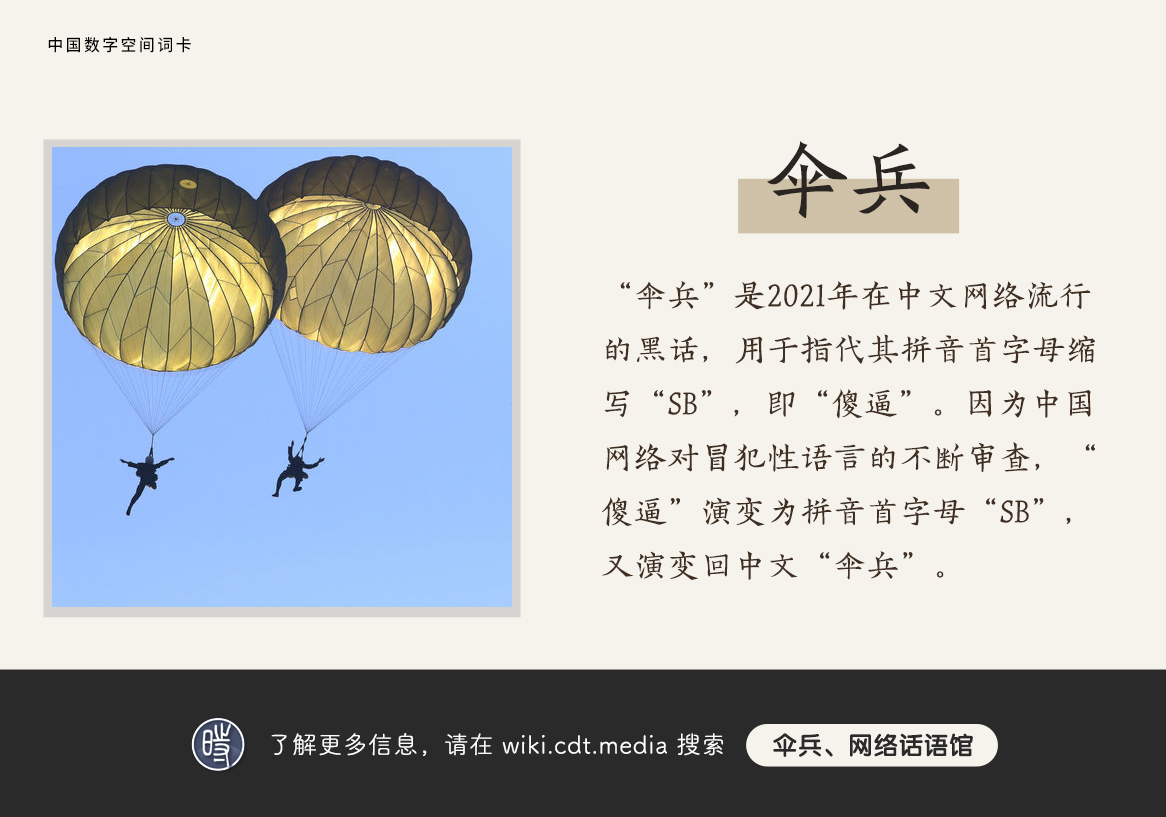 中国数字空间词卡
伞兵
“伞兵”是2021年在中文网络流行
的黑话，用于指代其拼音首字母缩
写“SB”，即“傻逼”。因为中国
网络对冒犯性语言的不断审查，“
傻逼”演变为拼音首字母“SB”，
又演变回中文“伞兵”。
了解更多信息，请在 wiki.cdt.media 搜索 伞兵、网络话语馆